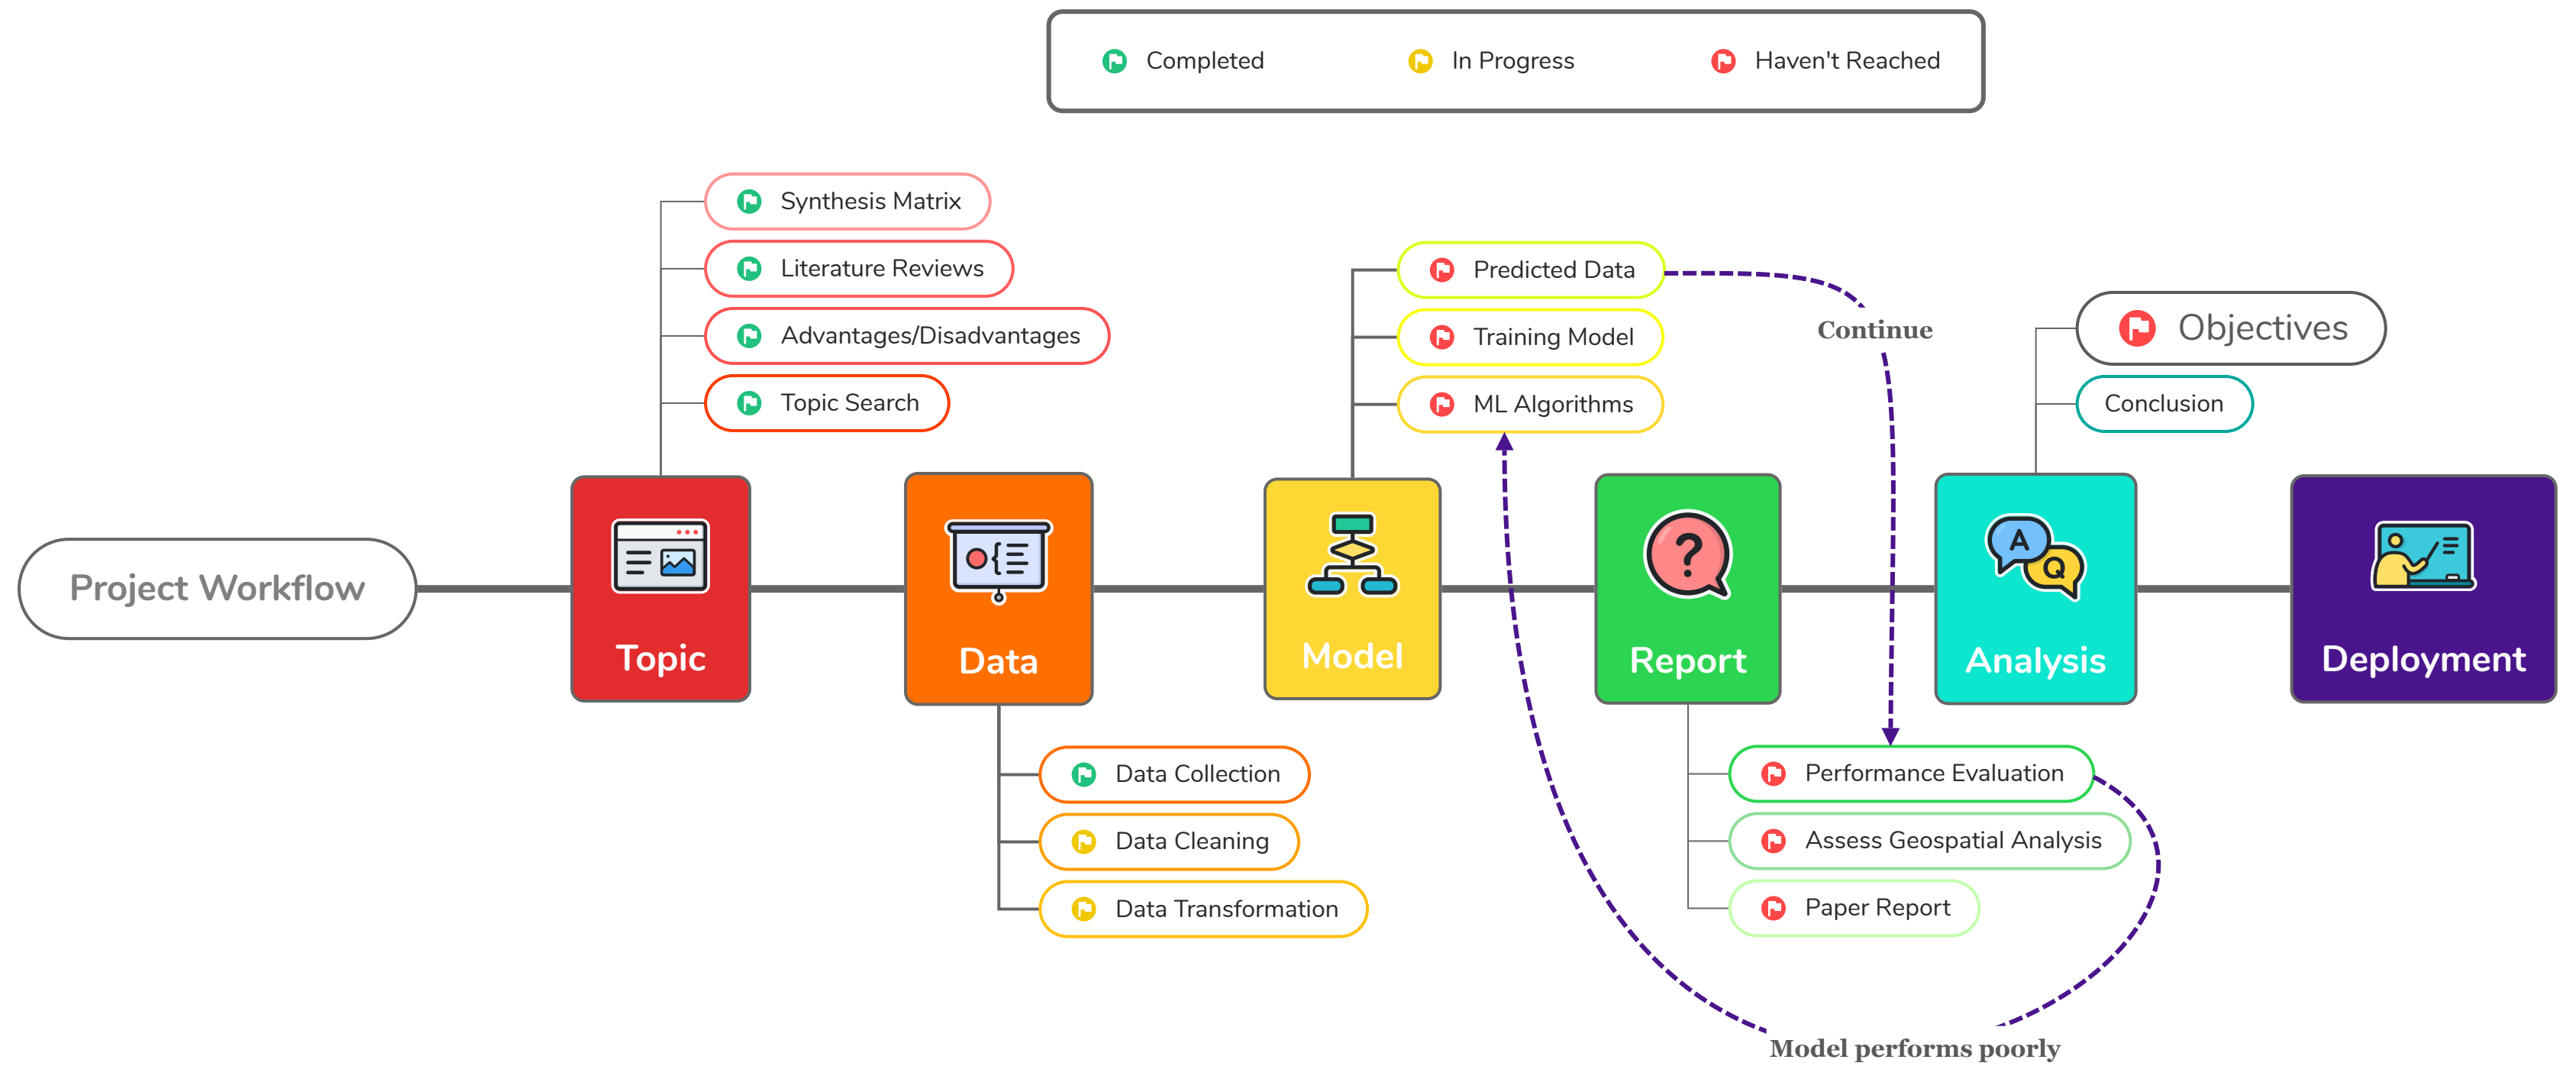 Completed
In Progress
Haven't Reached
Synthesis Matrix
Literature Reviews
Advantages/Disadvantages
Topic Search
Predicted Data
Training Model
ML Algorithms
Continue
Objectives
Conclusion
Project Workflow
Topic
Data
Model
Report
A
Q
Analysis
Deployment
Data Collection
Data Cleaning
Data Transformation
Performance Evaluation
Assess Geospatial Analysis
Paper Report
Model performs poorly